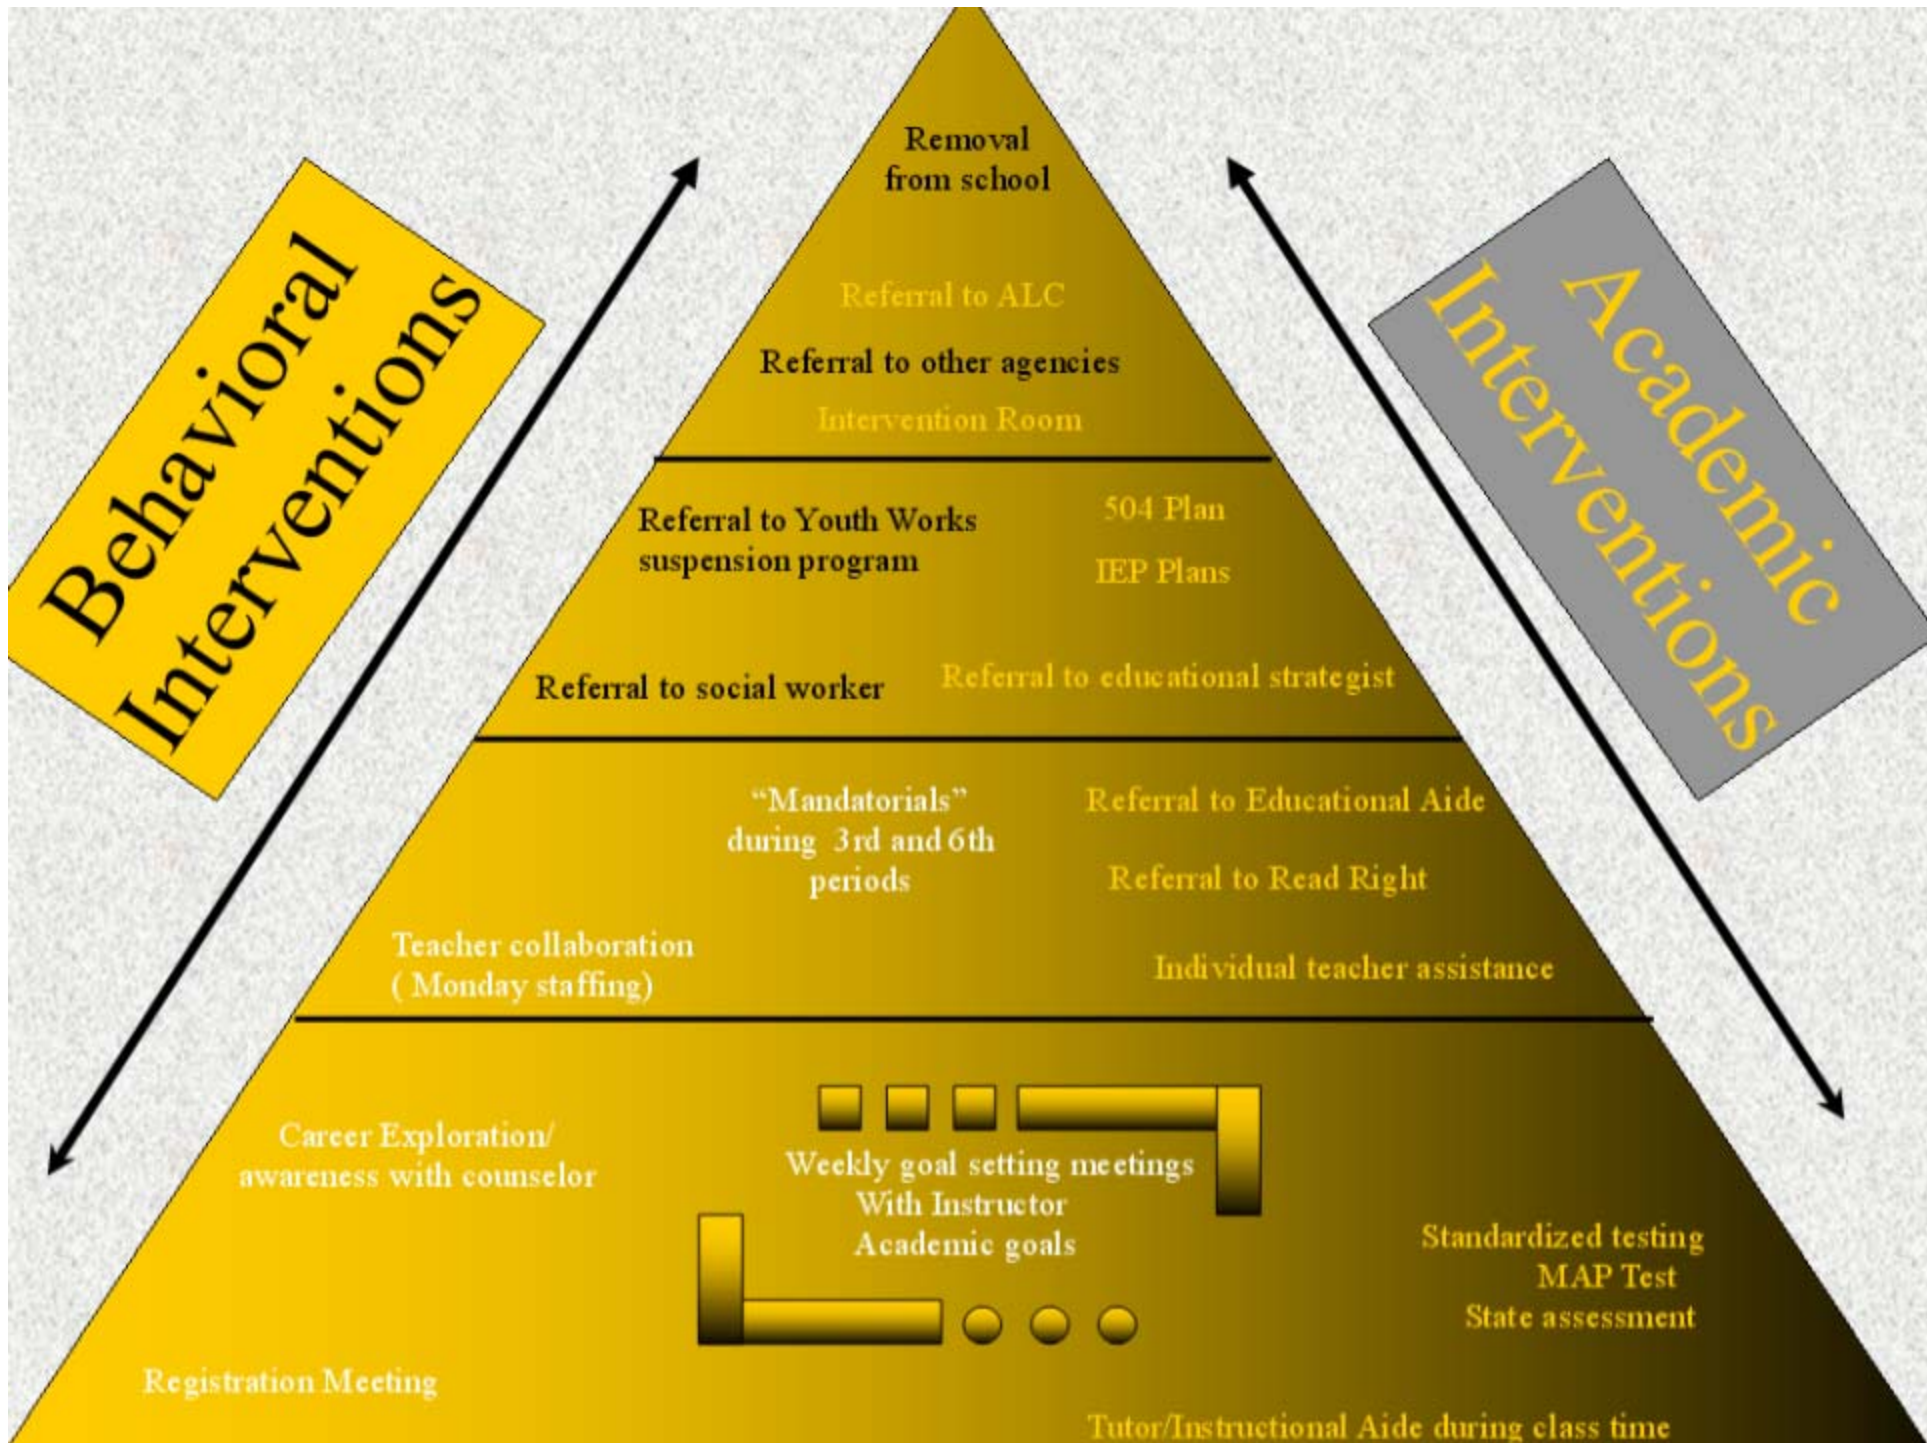 Behavioral
Interventions
Academic
Interventions
Removal
from school
Referral to ALC
Referral to other agencies
Intervention Room
Referral to Youth Works
suspension program
504 Plan
IEP Plans
Referral to social worker
Referral to educational strategist
“Mandatorials”
during 3rd and 6th
periods
Referral to Educational Aide
Referral to Read Right
Teacher collaboration
( Monday staffing)
Individual teacher assistance
Career Exploration/
awareness with counselor
Weekly goal setting meetings
With Instructor
Academic goals
Standardized testing
MAP Test
State assessment
Registration Meeting
Tutor/Instructional Aide during class time